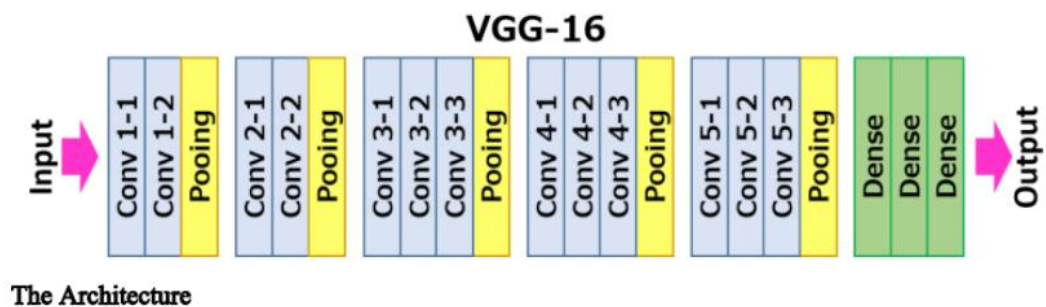 VGG-16
Input
Conv 1-1
Conv 1-2
Pooing
Conv 2-1
Conv 2-2
Pooing
Conv 3-1
Conv 3-2
Conv 3-3
Pooing
Conv 4-1
Conv 4-2
Conv 4-3
Pooing
Conv 5-1
Conv 5-2
Conv 5-3
Pooing
Dense
Dense
Dense
Output
The Architecture